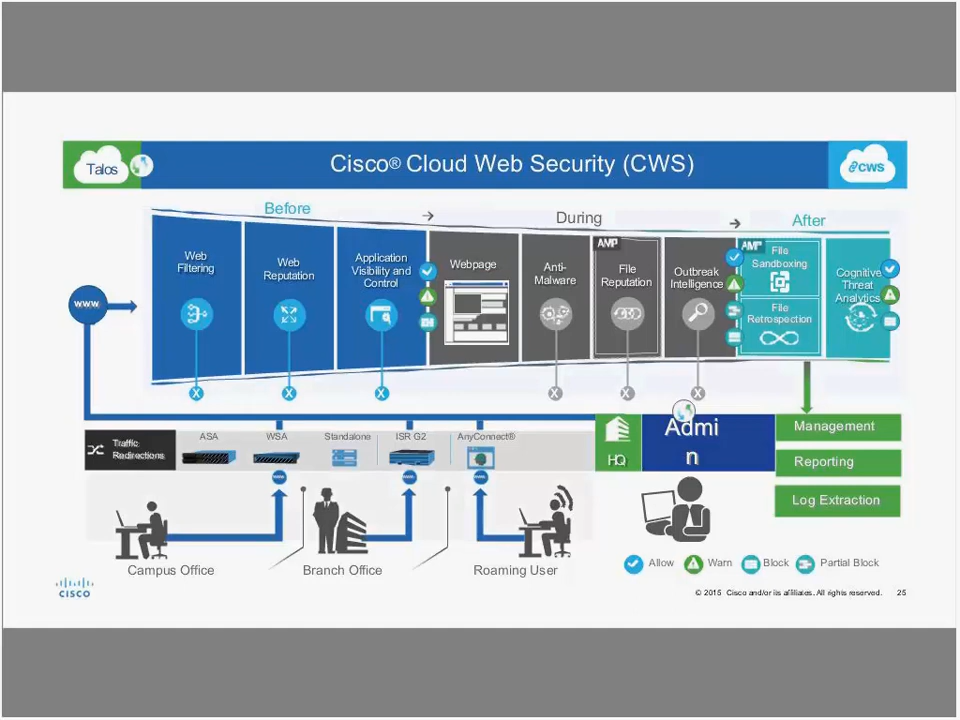 Talos
Cisco® Cloud Web Security (CWS)
CWS
Before
During
After
www
Web
Filtering
Web
Reputation
Application
Visibility and
Control
Webpage
Anti-
Malware
AMP
File
Reputation
Outbreak
Intelligence
AMP
File
Sandboxing
File
Retrospection
Cognitive
Threat
Analytics
X
X
X
X
X
X
Traffic
Redirections
ASA
WSA
Standalone
ISR G2
AnyConnect®
HQ
Admi
n
Management
Reporting
Log Extraction
www
www
www
Campus Office
Branch Office
Roaming User
Allow
Warn
Block
Partial Block
CISCO
© 2015 Cisco and/or its affiliates. All rights reserved.
25